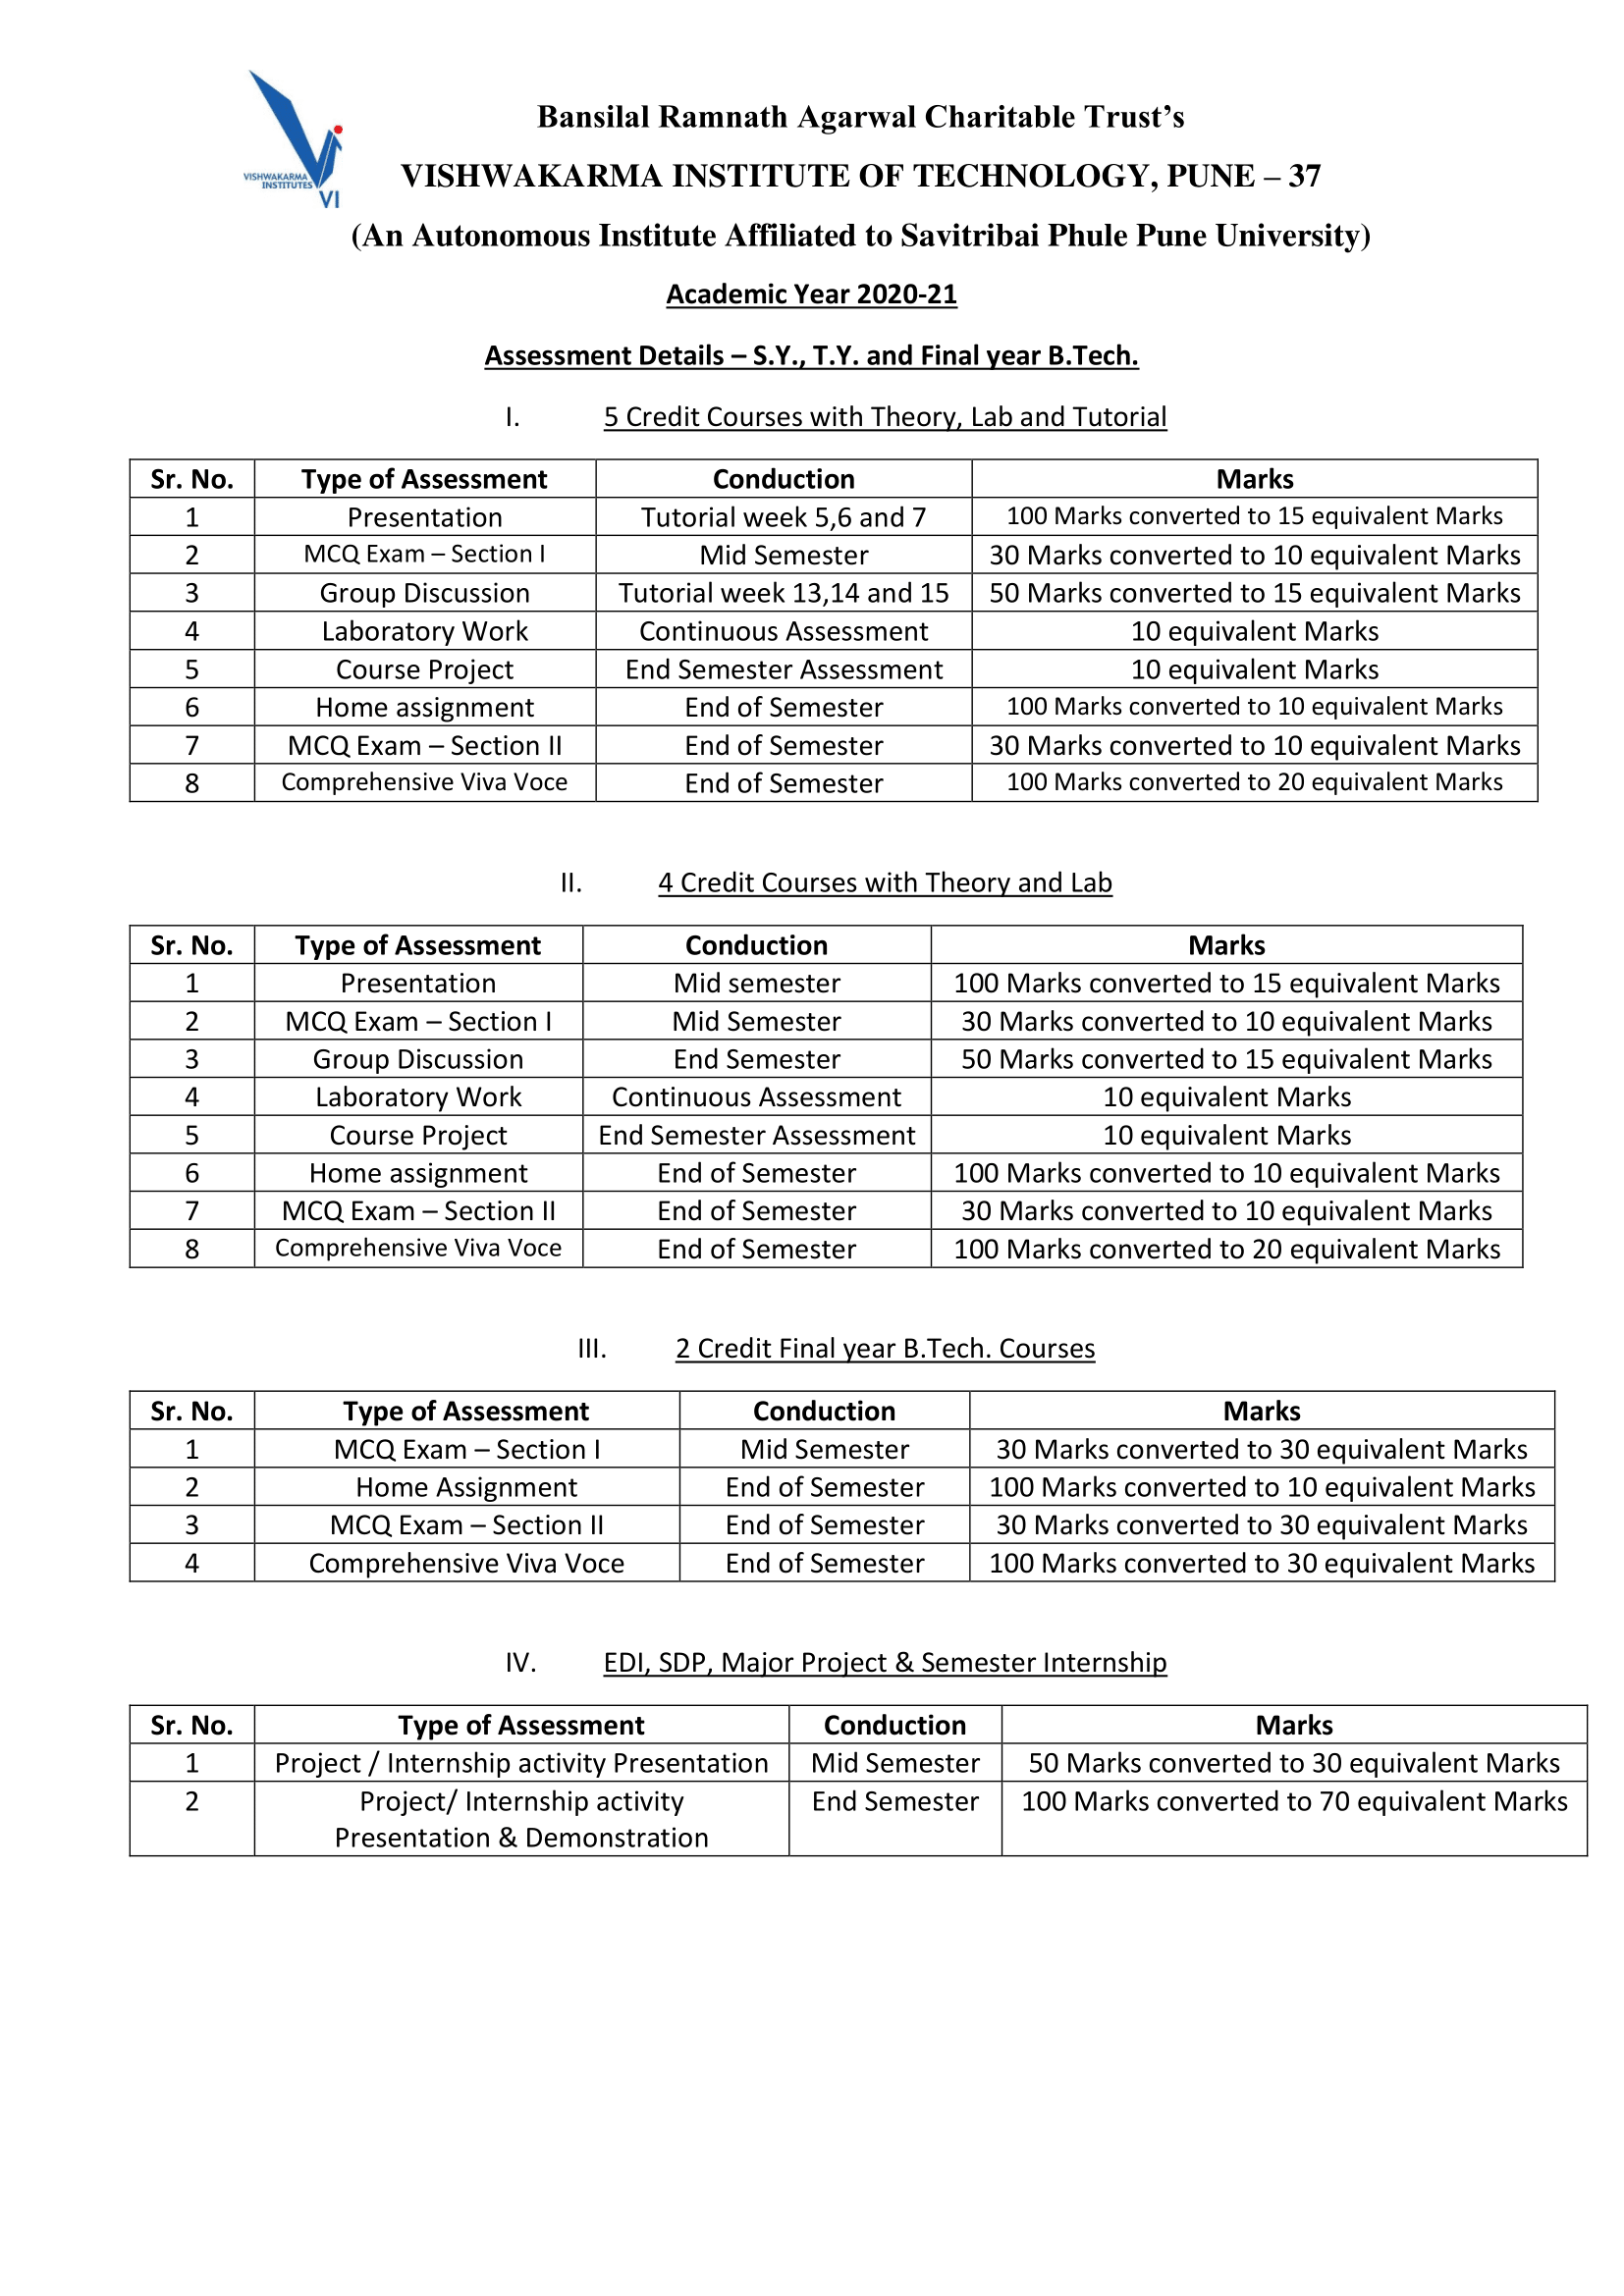 VISHWAKARMA
INSTITUTES
VI
Bansilal Ramnath Agarwal Charitable Trust’s
VISHWAKARMA INSTITUTE OF TECHNOLOGY, PUNE – 37
(An Autonomous Institute Affiliated to Savitribai Phule Pune University)
Academic Year 2020-21
Assessment Details – S.Y., T.Y. and Final year B.Tech.
I. 5 Credit Courses with Theory, Lab and Tutorial
Sr. No. Type of Assessment Conduction Marks
1 Presentation Tutorial week 5,6 and 7 100 Marks converted to 15 equivalent Marks
2 MCQ Exam – Section I Mid Semester 30 Marks converted to 10 equivalent Marks
3 Group Discussion Tutorial week 13,14 and 15 50 Marks converted to 15 equivalent Marks
4 Laboratory Work Continuous Assessment 10 equivalent Marks
5 Course Project End Semester Assessment 10 equivalent Marks
6 Home assignment End of Semester 100 Marks converted to 10 equivalent Marks
7 MCQ Exam – Section II End of Semester 30 Marks converted to 10 equivalent Marks
8 Comprehensive Viva Voce End of Semester 100 Marks converted to 20 equivalent Marks
II. 4 Credit Courses with Theory and Lab
Sr. No. Type of Assessment Conduction Marks
1 Presentation Mid semester 100 Marks converted to 15 equivalent Marks
2 MCQ Exam – Section I Mid Semester 30 Marks converted to 10 equivalent Marks
3 Group Discussion End Semester 50 Marks converted to 15 equivalent Marks
4 Laboratory Work Continuous Assessment 10 equivalent Marks
5 Course Project End Semester Assessment 10 equivalent Marks
6 Home assignment End of Semester 100 Marks converted to 10 equivalent Marks
7 MCQ Exam – Section II End of Semester 30 Marks converted to 10 equivalent Marks
8 Comprehensive Viva Voce End of Semester 100 Marks converted to 20 equivalent Marks
III. 2 Credit Final year B.Tech. Courses
Sr. No. Type of Assessment Conduction Marks
1 MCQ Exam – Section I Mid Semester 30 Marks converted to 30 equivalent Marks
2 Home Assignment End of Semester 100 Marks converted to 10 equivalent Marks
3 MCQ Exam – Section II End of Semester 30 Marks converted to 30 equivalent Marks
4 Comprehensive Viva Voce End of Semester 100 Marks converted to 30 equivalent Marks
IV. EDI, SDP, Major Project & Semester Internship
Sr. No. Type of Assessment Conduction Marks
1 Project / Internship activity Presentation Mid Semester 50 Marks converted to 30 equivalent Marks
2 Project/ Internship activity End Semester 100 Marks converted to 70 equivalent Marks
Presentation & Demonstration